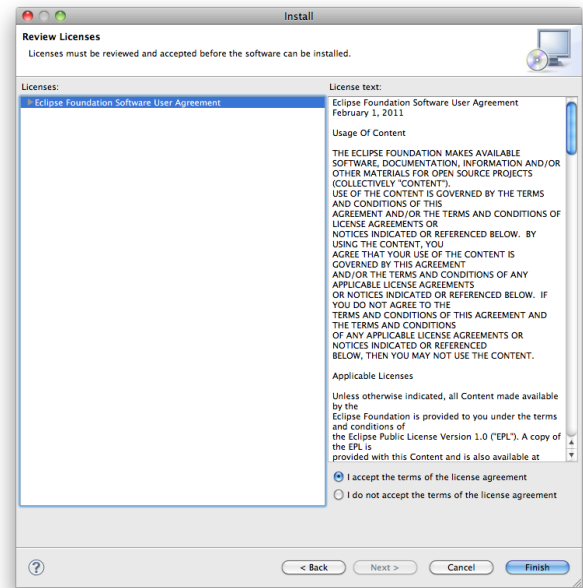 Install
Review Licenses
Licenses must be reviewed and accepted before the software can be installed.
Licenses:
Eclipse Foundation Software User Agreement
License text:
Eclipse Foundation Software User Agreement
February 1, 2011
Usage Of Content
THE ECLIPSE FOUNDATION MAKES AVAILABLE
SOFTWARE, DOCUMENTATION, INFORMATION AND/OR
OTHER MATERIALS FOR OPEN SOURCE PROJECTS
(COLLECTIVELY "CONTENT").
USE OF THE CONTENT IS GOVERNED BY THE TERMS
AND CONDITIONS OF THIS
AGREEMENT AND/OR THE TERMS AND CONDITIONS OF
LICENSE AGREEMENTS OR
NOTICES INDICATED OR REFERENCED BELOW.  BY
USING THE CONTENT, YOU
AGREE THAT YOUR USE OF THE CONTENT IS
GOVERNED BY THIS AGREEMENT
AND/OR THE TERMS AND CONDITIONS OF ANY
APPLICABLE LICENSE AGREEMENTS
OR NOTICES INDICATED OR REFERENCED BELOW.  IF
YOU DO NOT AGREE TO THE
TERMS AND CONDITIONS OF THIS AGREEMENT AND
THE TERMS AND CONDITIONS
OF ANY APPLICABLE LICENSE AGREEMENTS OR
NOTICES INDICATED OR REFERENCED
BELOW, THEN YOU MAY NOT USE THE CONTENT.
Applicable Licenses
Unless otherwise indicated, all Content made available
by the
Eclipse Foundation is provided to you under the terms
and conditions of
the Eclipse Public License Version 1.0 ("EPL"). A copy of
the EPL is
provided with this Content and is also available at
I accept the terms of the license agreement
I do not accept the terms of the license agreement
?
< Back
Next >
Cancel
Finish